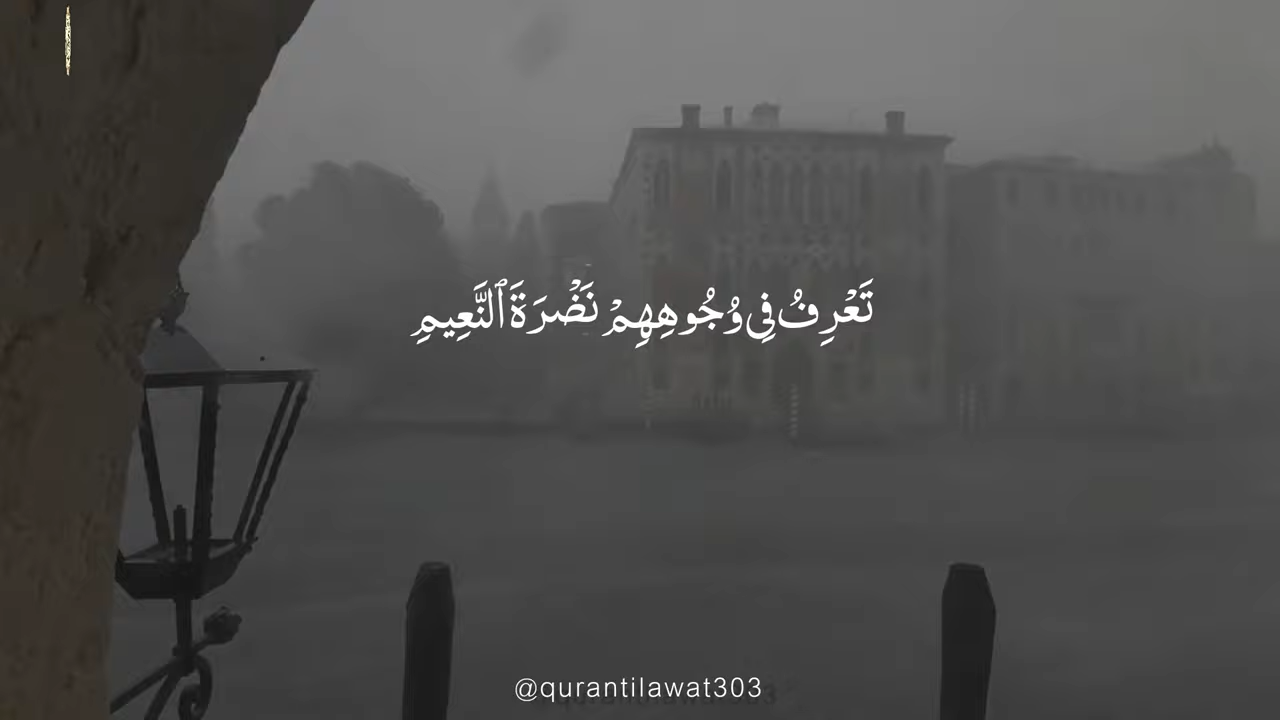 تَعْرِفُ فِي وُجُوهِهِمْ نَضْرَةَ ٱلنَّعِيمِ
@qurantilawat303